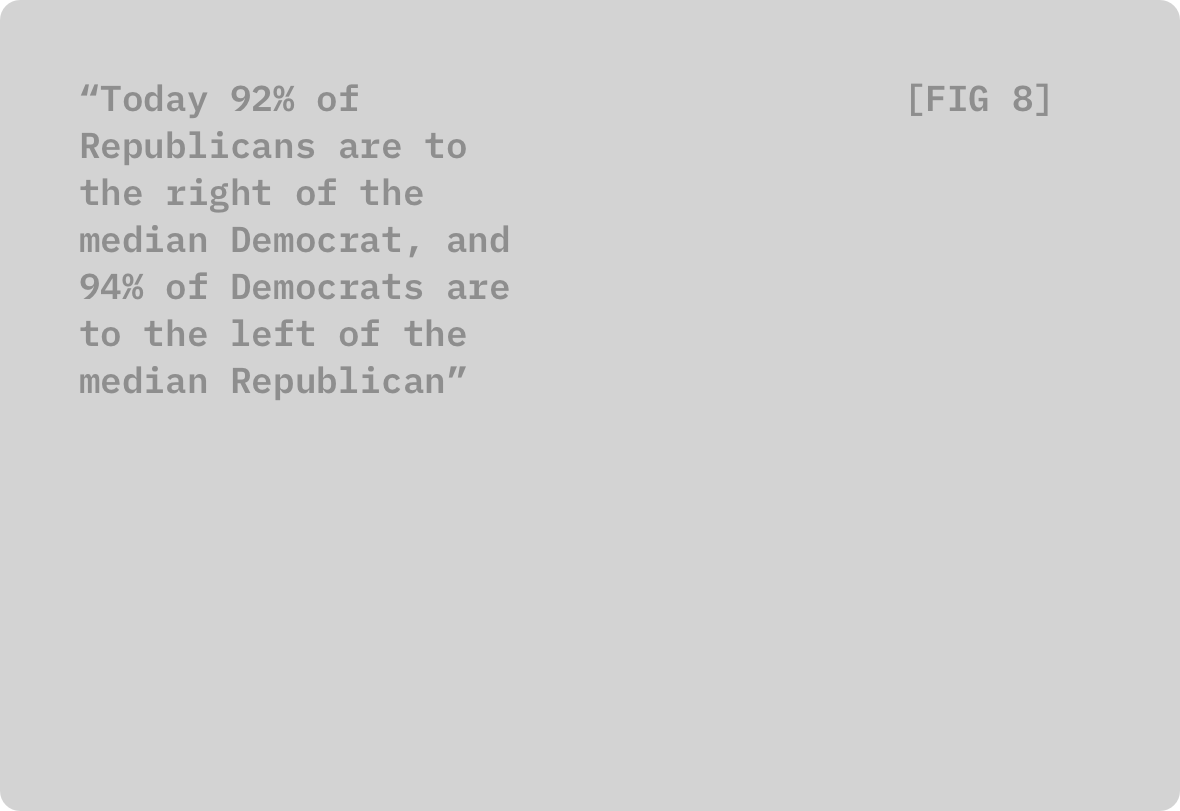 “Today 92% of
Republicans are to
the right of the
median Democrat, and
94% of Democrats are
to the left of the
median Republican”
[FIG 8]